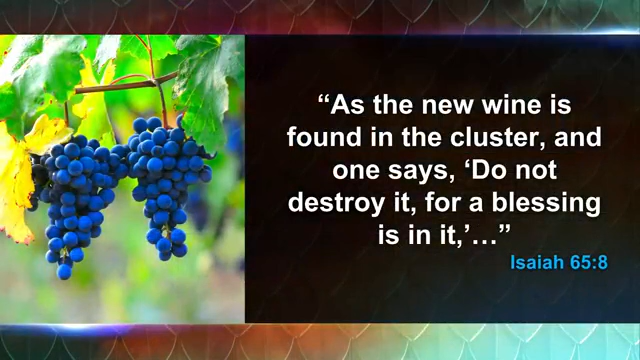 “As the new wine is
found in the cluster, and
one says, ‘Do not
destroy it, for a blessing
is in it,’…”
Isaiah 65:8